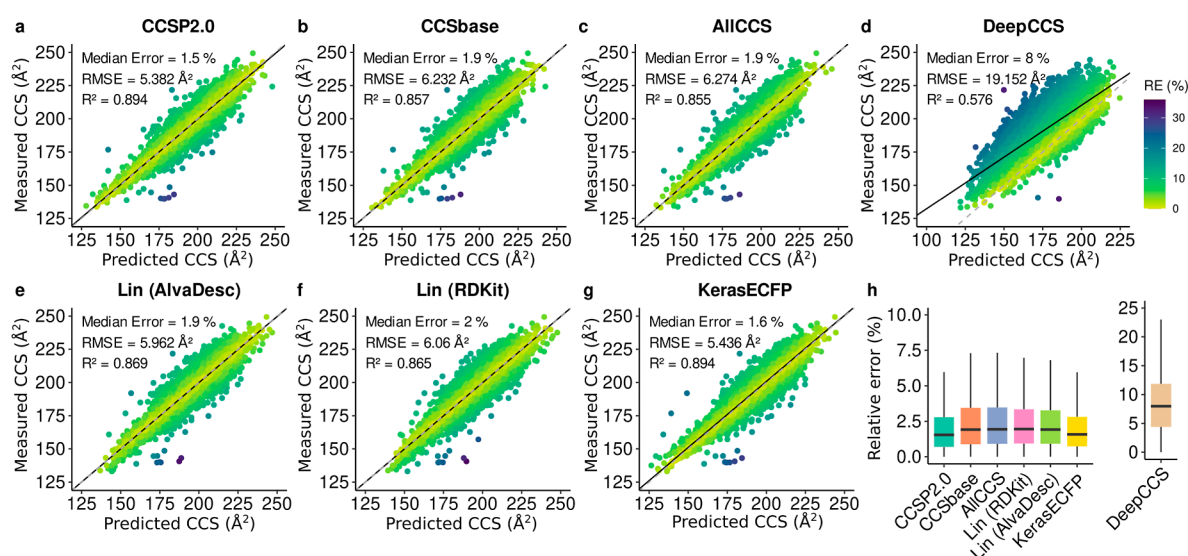 a CCSP2.0
Median Error = 1.5 %
RMSE = 5.382 Å²
R² = 0.894
Measured CCS (Å²)
250
225
200
175
150
125
125 150 175 200 225 250
Predicted CCS (Å²)
b CCSbase
Median Error = 1.9 %
RMSE = 6.232 Å²
R² = 0.857
Measured CCS (Å²)
250
225
200
175
150
125
125 150 175 200 225 250
Predicted CCS (Å²)
c AllCCS
Median Error = 1.9 %
RMSE = 6.274 Å²
R² = 0.855
Measured CCS (Å²)
250
225
200
175
150
125
125 150 175 200 225 250
Predicted CCS (Å²)
d DeepCCS
Median Error = 8 %
RMSE = 19.152 Å²
R² = 0.576
Measured CCS (Å²)
250
225
200
175
150
125
100 125 150 175 200 225
Predicted CCS (Å²)
RE (%)
30
20
10
0
e Lin (AlvaDesc)
Median Error = 1.9 %
RMSE = 5.962 Å²
R² = 0.869
Measured CCS (Å²)
250
225
200
175
150
125
125 150 175 200 225 250
Predicted CCS (Å²)
f Lin (RDKit)
Median Error = 2 %
RMSE = 6.06 Å²
R² = 0.865
Measured CCS (Å²)
250
225
200
175
150
125
125 150 175 200 225 250
Predicted CCS (Å²)
g KerasECFP
Median Error = 1.6 %
RMSE = 5.436 Å²
R² = 0.894
Measured CCS (Å²)
250
225
200
175
150
125
125 150 175 200 225 250
Predicted CCS (Å²)
h
Relative error (%)
10.0
7.5
5.0
2.5
0.0
CCSP2.0
CCSbase
AllCCS
Lin (RDKit)
Lin (AlvaDesc)
KerasECFP
25
20
15
10
5
0
DeepCCS